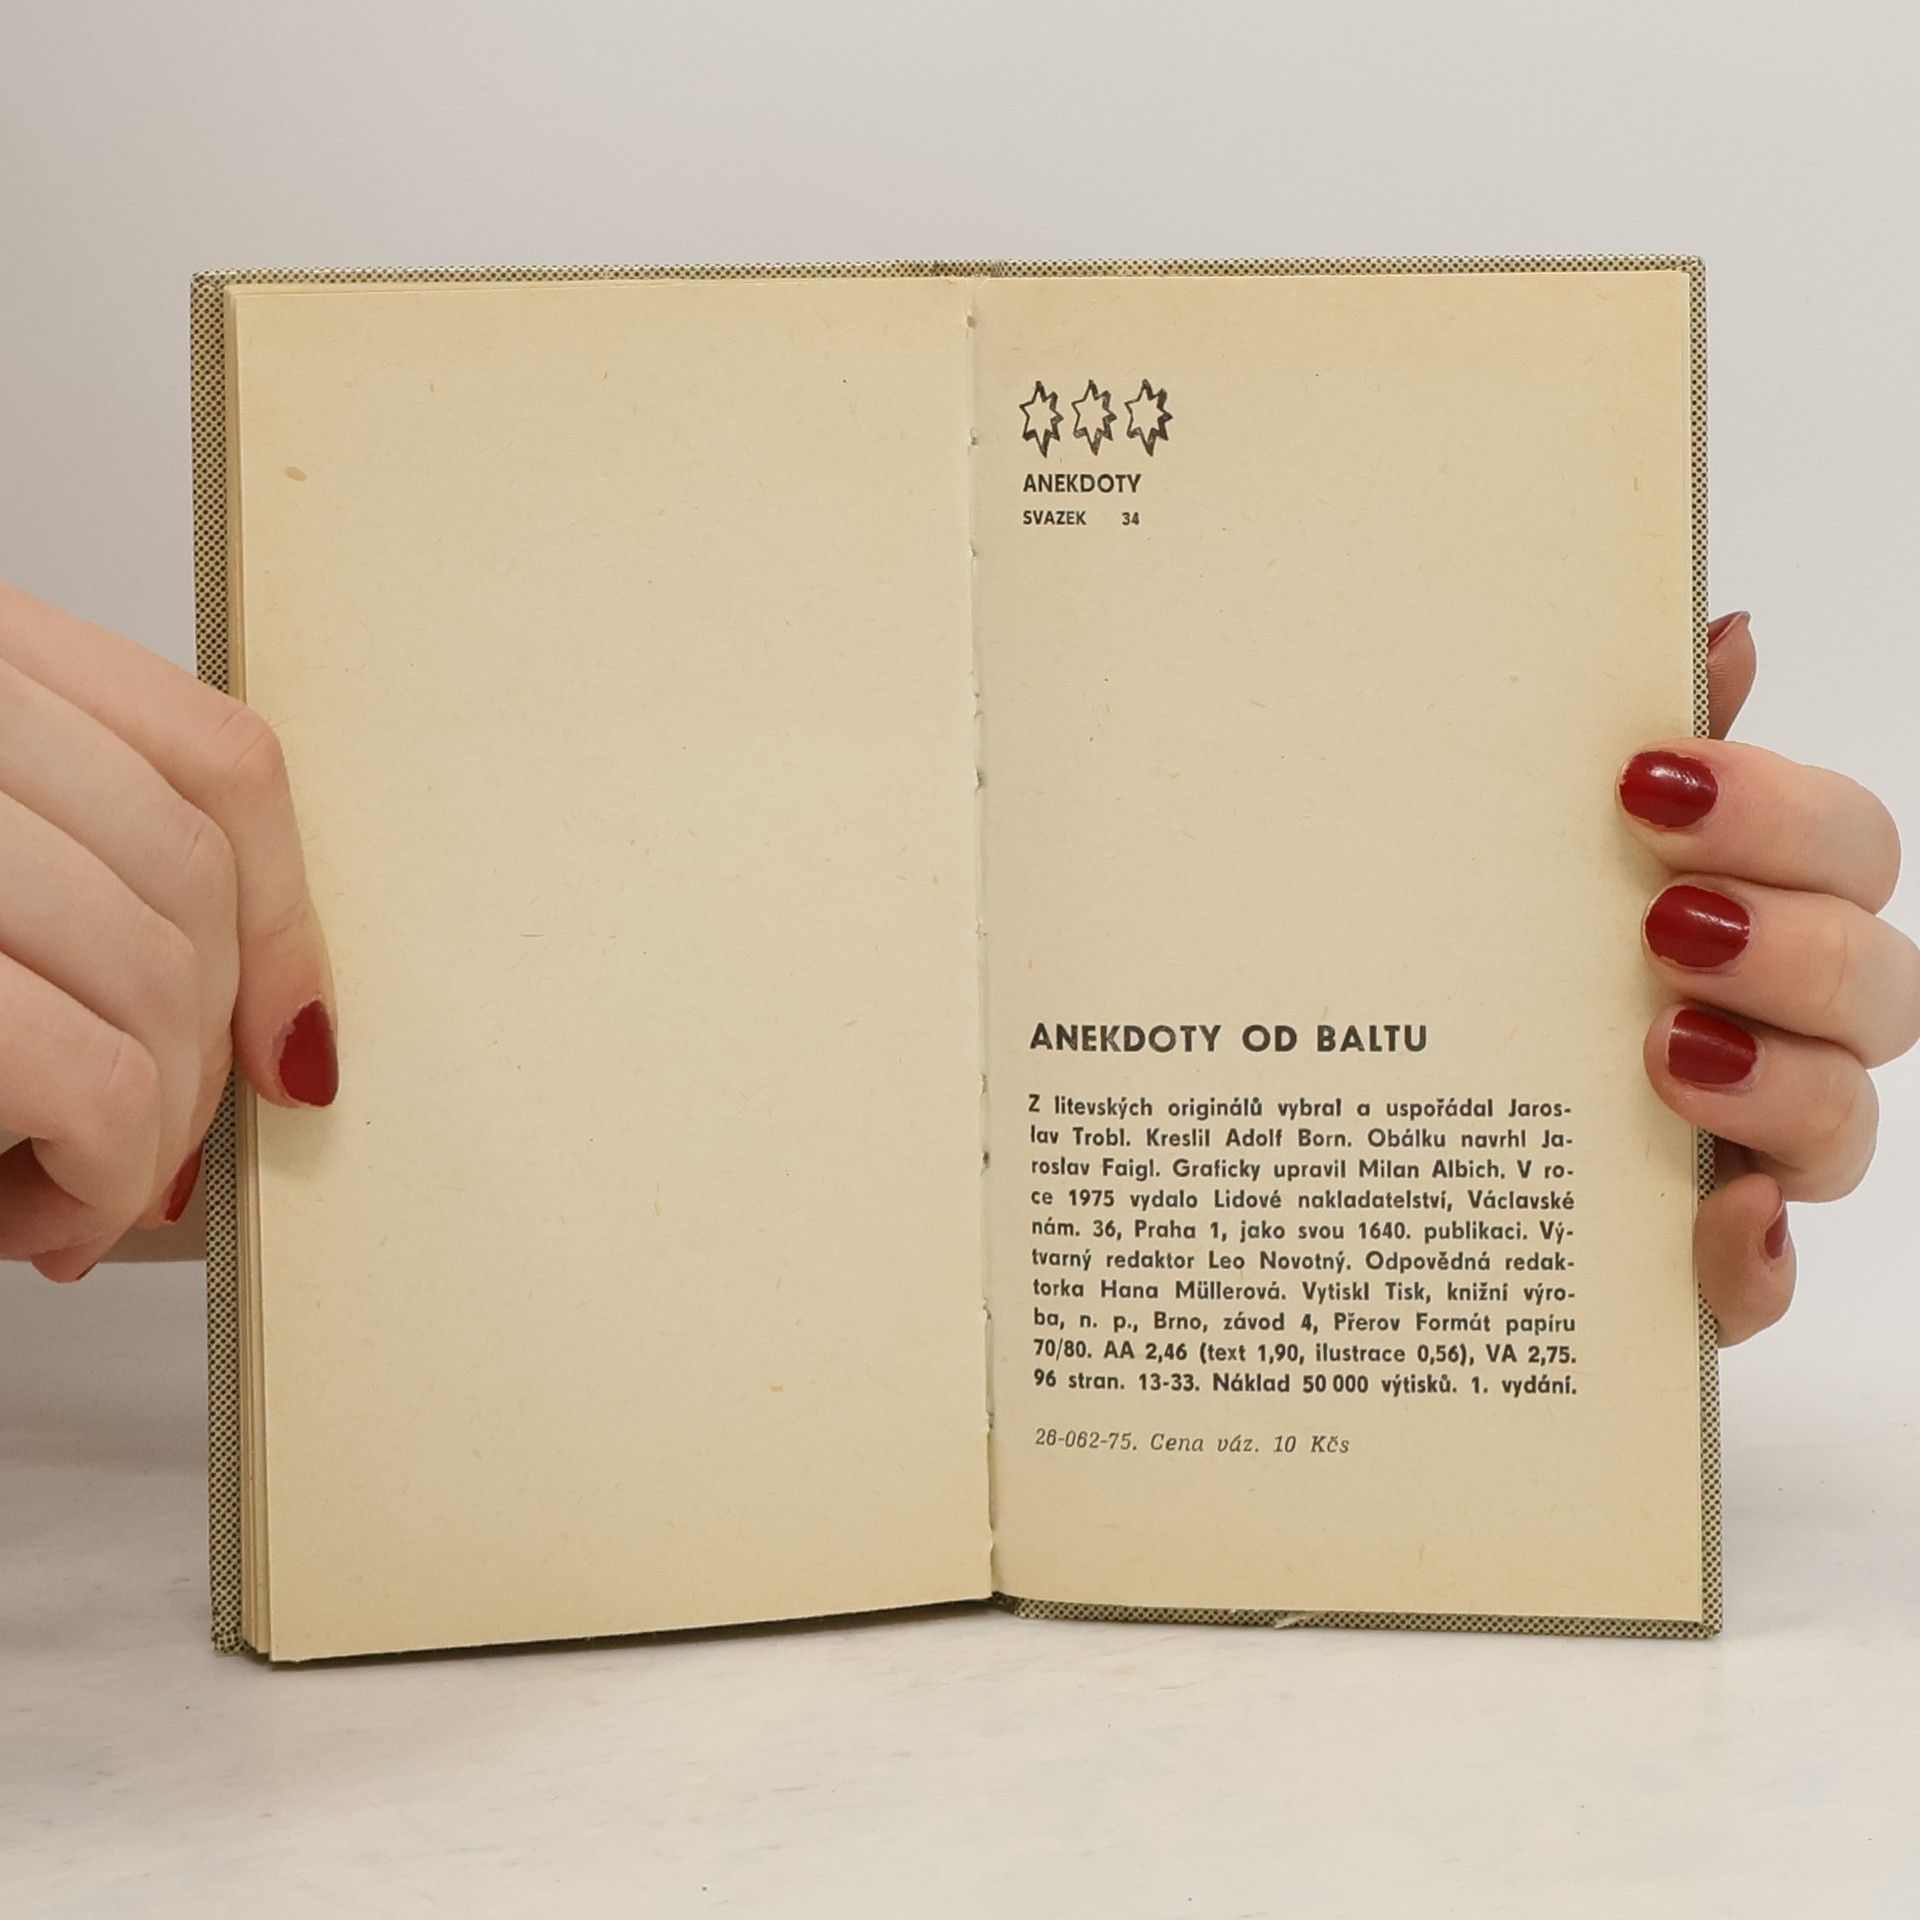 ANEKDOTY
SVAZEK 34
ANEKDOTY OD BALTU
Z litevských originálů vybral a uspořádal Jaros-
lav Trobl. Kreslil Adolf Born. Obálku navrhl Ja-
roslav Faigl. Graficky upravil Milan Albich. V ro-
ce 1975 vydalo Lidové nakladatelství, Václavské
nám. 36, Praha 1, jako svou 1640. publikaci. Vý-
tvarný redaktor Leo Novotný. Odpovědná redak-
torka Hana Müllerová. Vytiskl Tisk, knižní výro-
ba, n. p., Brno, závod 4, Přerov Formát papíru
70/80. AA 2,46 (text 1,90, ilustrace 0,56), VA 2,75.
96 stran. 13-33. Náklad 50 000 výtisků. 1. vydání.
26-062-75. Cena váz. 10 Kčs